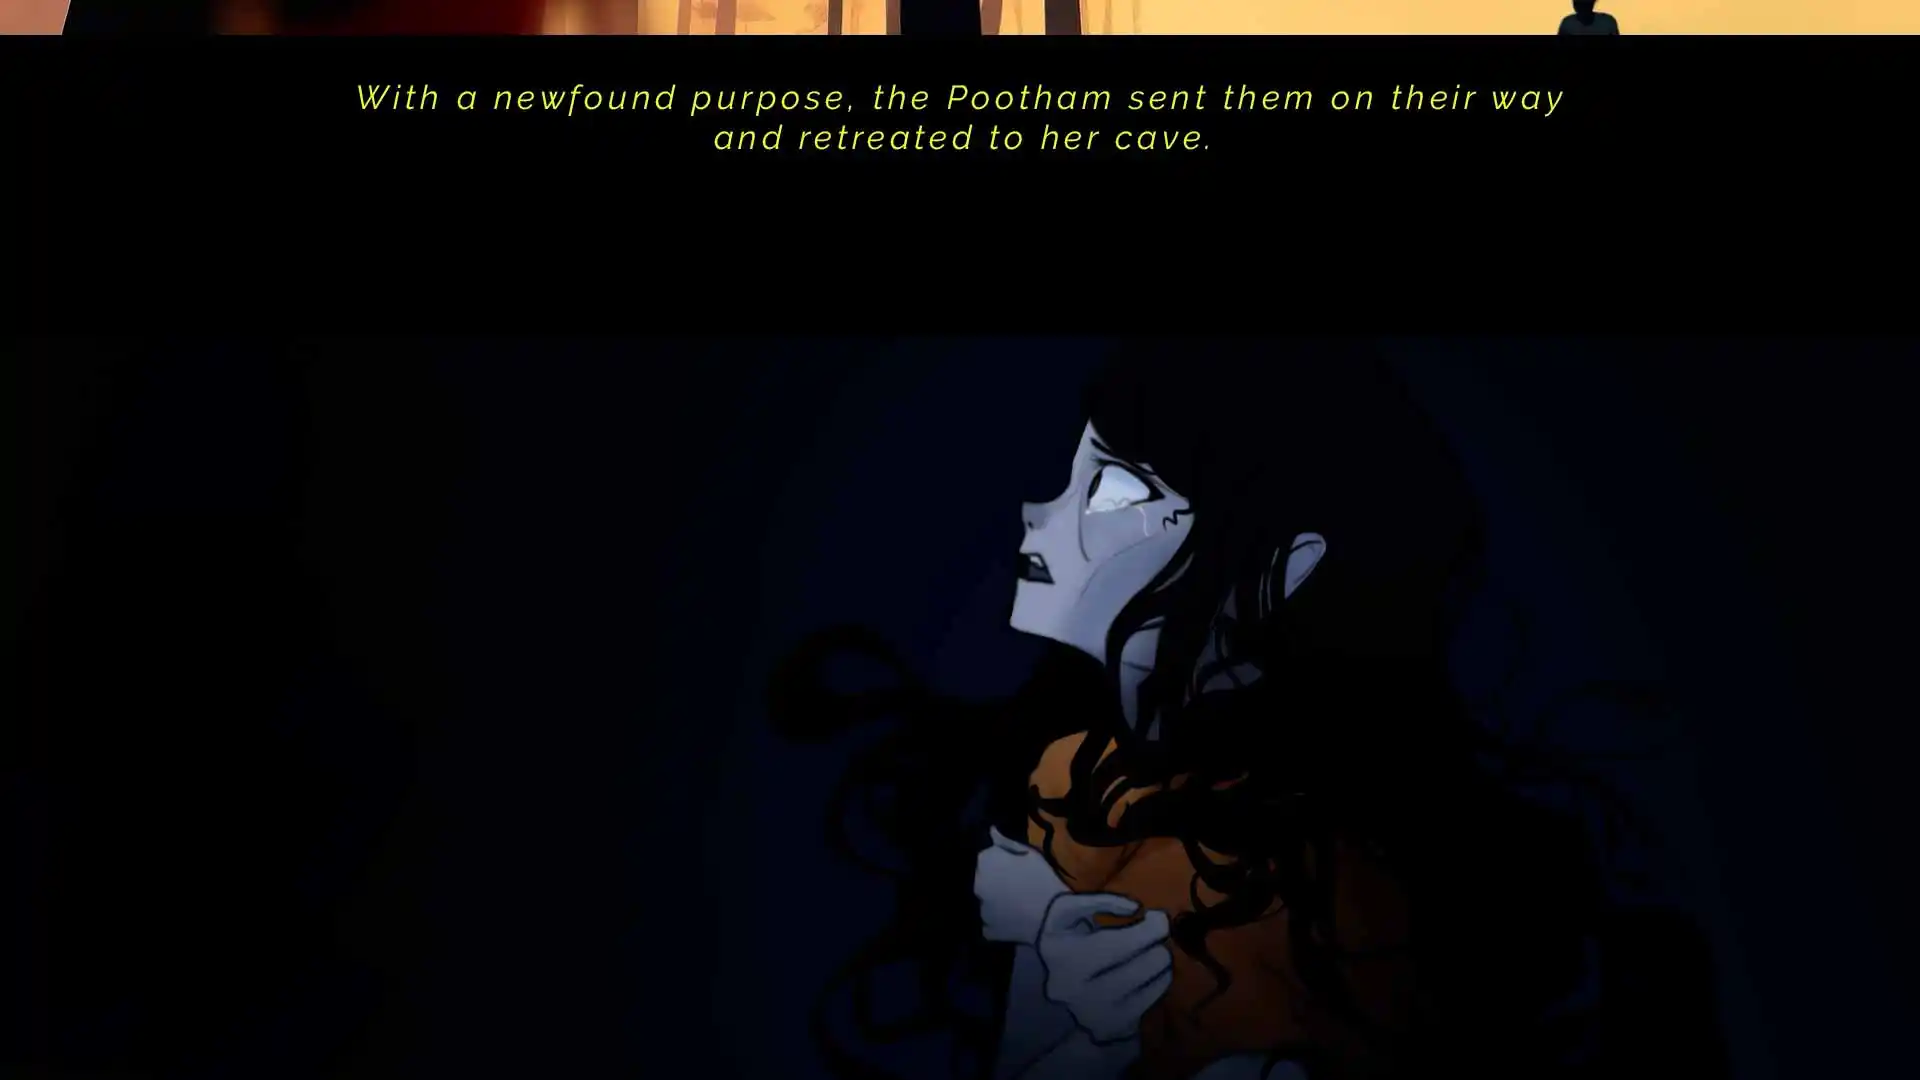 With a newfound purpose, the Pootham sent them on their way
and retreated to her cave.